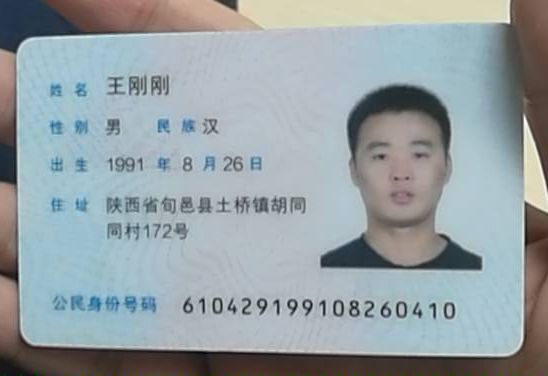 姓名 王刚刚
性别 男 民族 汉
出生 1991 年 8 月 26 日
住址 陕西省旬邑县土桥镇胡同
同村172号
公民身份号码 610429199108260410